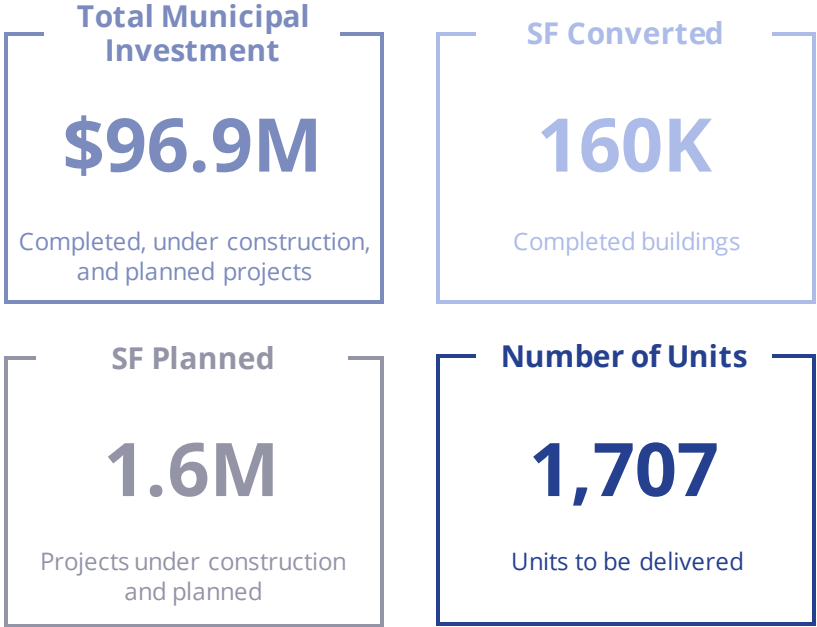 Total Municipal
Investment
$96.9M
Completed, under construction,
and planned projects
SF Converted
160K
Completed buildings
SF Planned
1.6M
Projects under construction
and planned
Number of Units
1,707
Units to be delivered